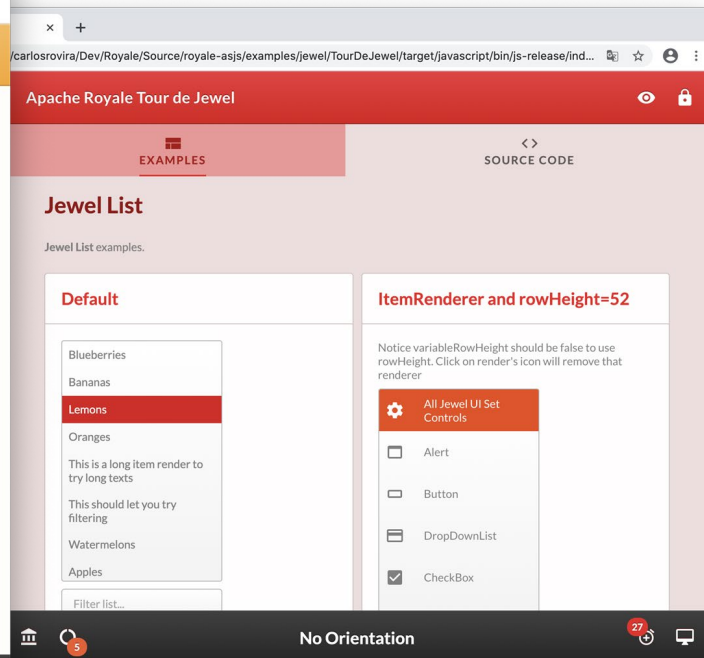 /carlosrovira/Dev/Royale/Source/royale-asjs/examples/jewel/TourDeJewel/target/javascript/bin/js-release/ind...
Apache Royale Tour de Jewel
EXAMPLES
SOURCE CODE
Jewel List
Jewel List examples.
Default
Blueberries
Bananas
Lemons
Oranges
This is a long item render to
try long texts
This should let you try
filtering
Watermelons
Apples
Filter list...
ItemRenderer and rowHeight=52
Notice variableRowHeight should be false to use
rowHeight. Click on render's icon will remove that
renderer
All Jewel UI Set
Controls
Alert
Button
DropDownList
CheckBox
5
No Orientation
27